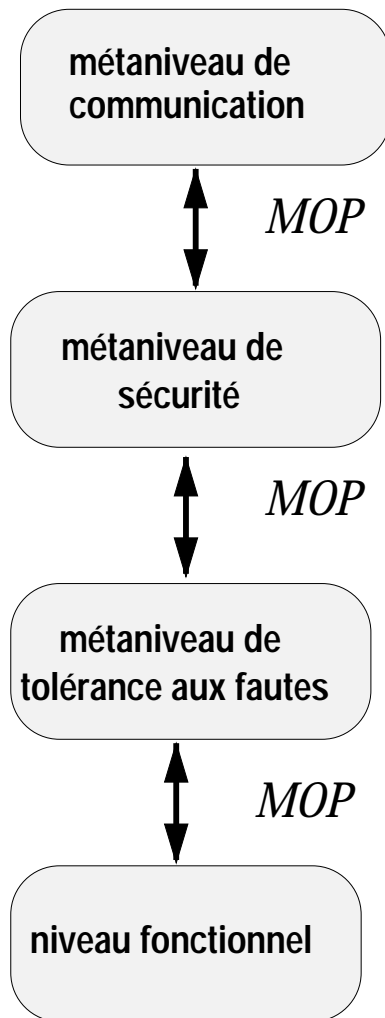 métaniveau de
communication
MOP
métaniveau de
sécurité
MOP
métaniveau de
tolérance aux fautes
MOP
niveau fonctionnel